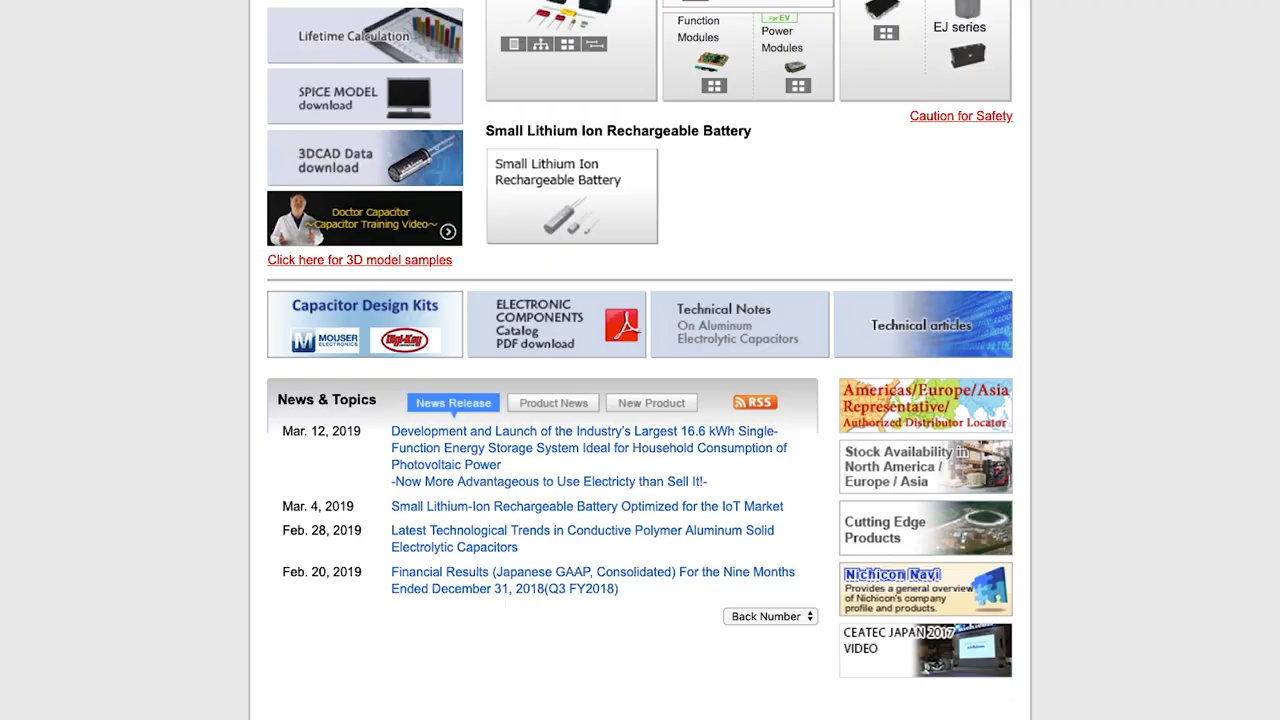 Lifetime Calculation
SPICE MODEL
download
3DCAD Data
download
Doctor Capacitor
~Capacitor Training Video~
Click here for 3D model samples
Function
Modules
For EV
Power
Modules
EJ series
Caution for Safety
Small Lithium Ion Rechargeable Battery
Small Lithium Ion
Rechargeable Battery
Capacitor Design Kits
M MOUSER
ELECTRONICS
Digi-Key
ELECTRONIC
COMPONENTS
Catalog
PDF download
Technical Notes
On Aluminum
Electrolytic Capacitors
Technical articles
News & Topics
News Release
Product News
New Product
RSS
Mar. 12, 2019
Development and Launch of the Industry's Largest 16.6 kWh Single-
Function Energy Storage System Ideal for Household Consumption of
Photovoltaic Power
-Now More Advantageous to Use Electricty than Sell It!-
Mar. 4, 2019
Small Lithium-Ion Rechargeable Battery Optimized for the IoT Market
Feb. 28, 2019
Latest Technological Trends in Conductive Polymer Aluminum Solid
Electrolytic Capacitors
Feb. 20, 2019
Financial Results (Japanese GAAP, Consolidated) For the Nine Months
Ended December 31, 2018(Q3 FY2018)
Back Number
Americas/Europe/Asia
Representative/
Authorized Distributor Locator
Stock Availability in
North America /
Europe / Asia
Cutting Edge
Products
Nichicon Navi
Provides a general overview
of Nichicon's company
profile and products.
CEATEC JAPAN 2017
VIDEO
nichicon